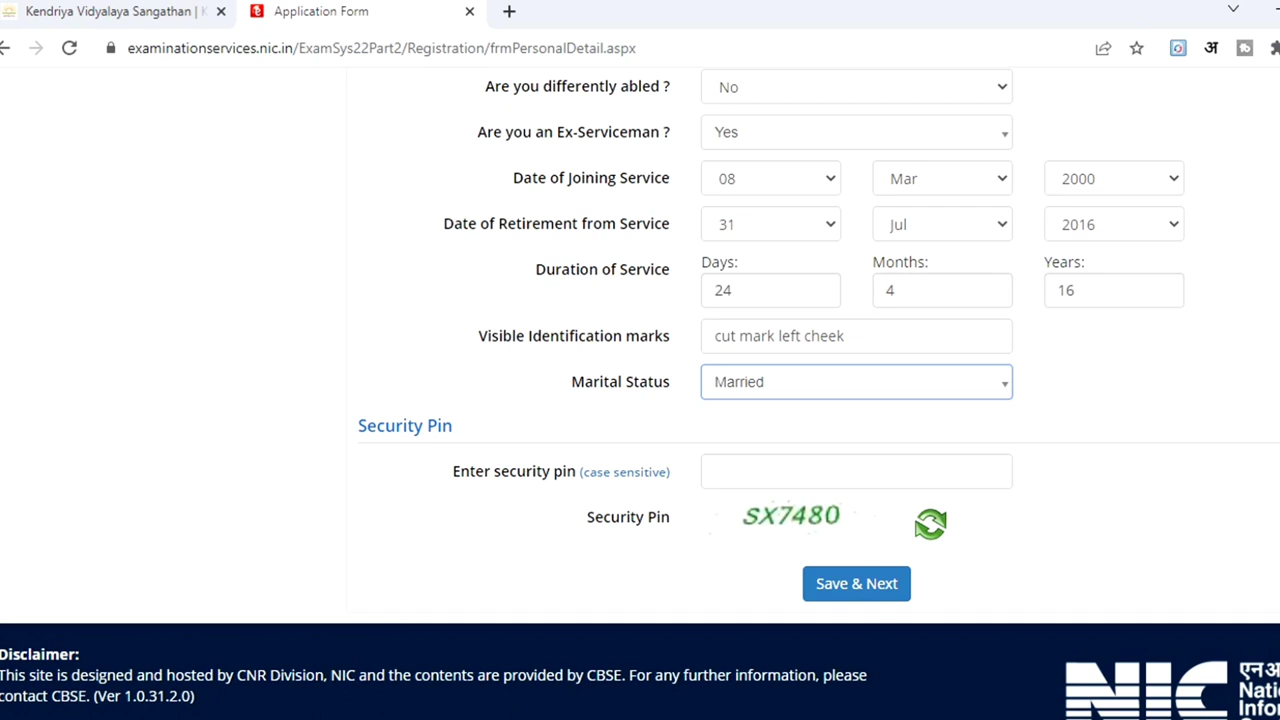 Kendriya Vidyalaya Sangathan |
Application Form
examinationservices.nic.in/ExamSys22Part2/Registration/frmPersonalDetail.aspx
अ
Are you differently abled ? No
Are you an Ex-Serviceman ? Yes
Date of Joining Service 08 Mar 2000
Date of Retirement from Service 31 Jul 2016
Duration of Service Days: Months: Years:
24 4 16
Visible Identification marks cut mark left cheek
Marital Status Married
Security Pin
Enter security pin (case sensitive)
Security Pin SX7480
Save & Next
Disclaimer:
This site is designed and hosted by CNR Division, NIC and the contents are provided by CBSE. For any further information, please
contact CBSE. (Ver 1.0.31.2.0)
NIC
एनआ
Nati
Infor